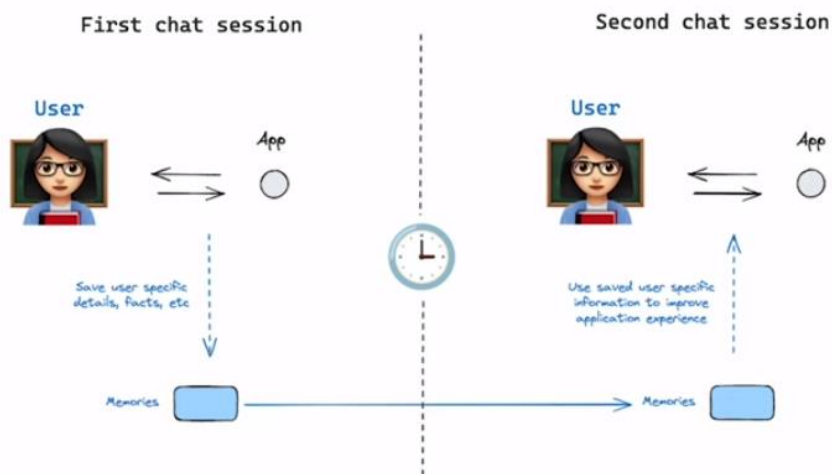 First chat session
Second chat session
User
App
User
App
Save user specific
details, facts, etc
Use saved user specific
information to improve
application experience
Memories
Memories